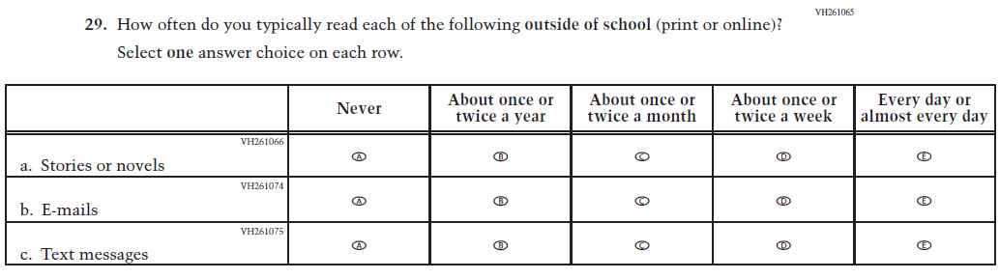 VH261065
29. How often do you typically read each of the following outside of school (print or online)?
Select one answer choice on each row.
Never
About once or
twice a year
About once or
twice a month
About once or
twice a week
Every day or
almost every day
VH261066
a. Stories or novels
A B C D E
VH261074
b. E-mails
A B C D E
VH261075
c. Text messages
A B C D E